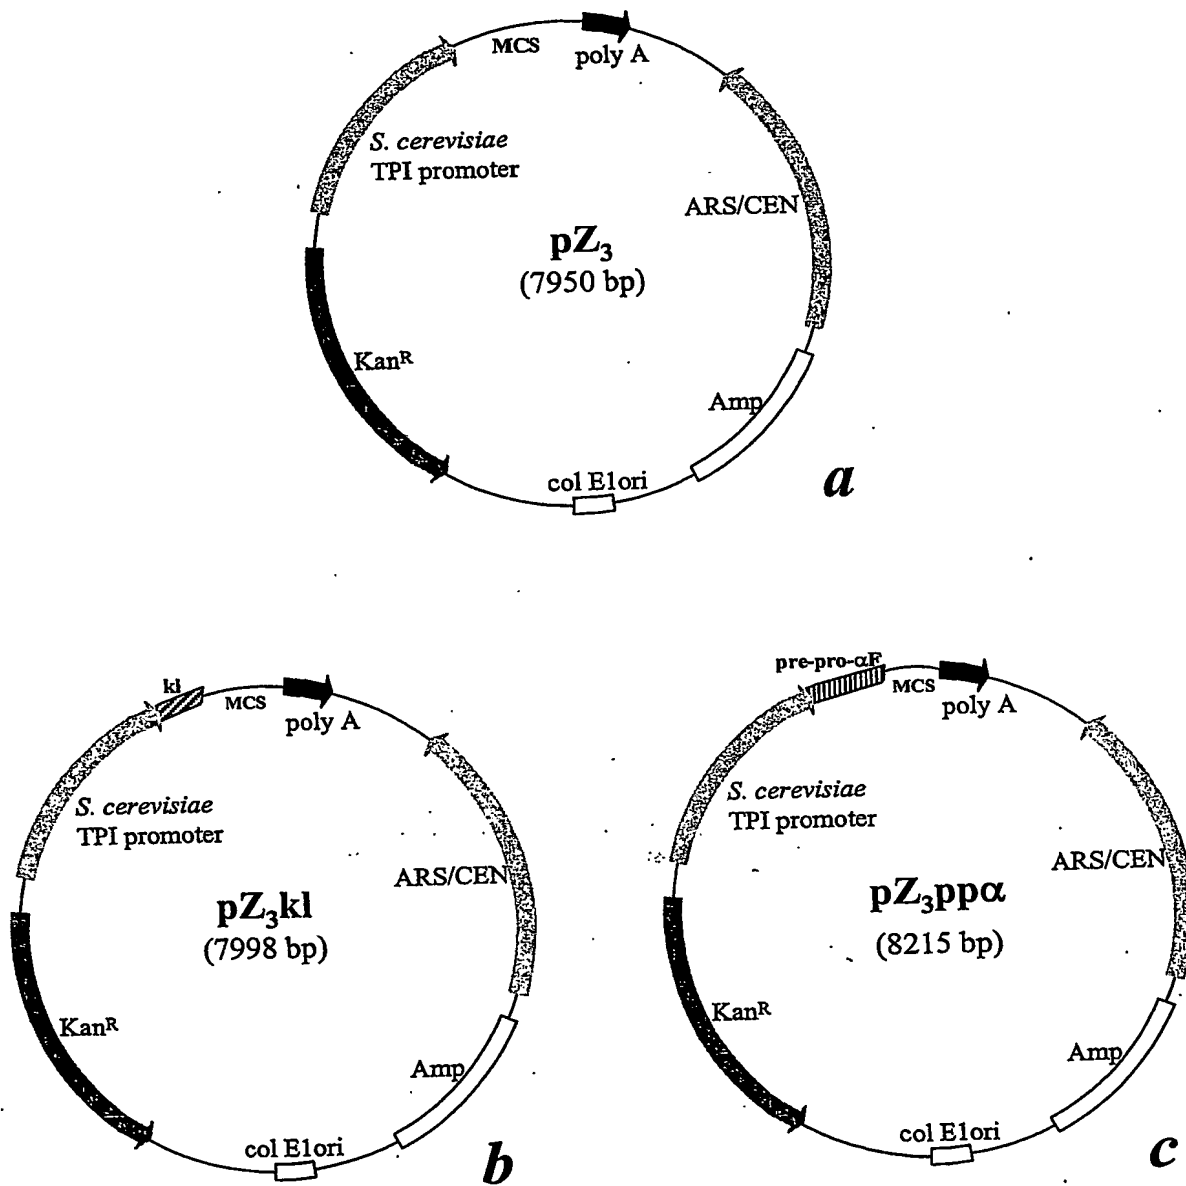 MCS
poly A
S. cerevisiae
TPI promoter
ARS/CEN
pZ₃
(7950 bp)
Kanᴿ
Amp
col E1ori
a
kl
MCS
poly A
S. cerevisiae
TPI promoter
ARS/CEN
pZ₃kl
(7998 bp)
Kanᴿ
Amp
col E1ori
b
pre-pro-αF
MCS
poly A
S. cerevisiae
TPI promoter
ARS/CEN
pZ₃ppα
(8215 bp)
Kanᴿ
Amp
col E1ori
c